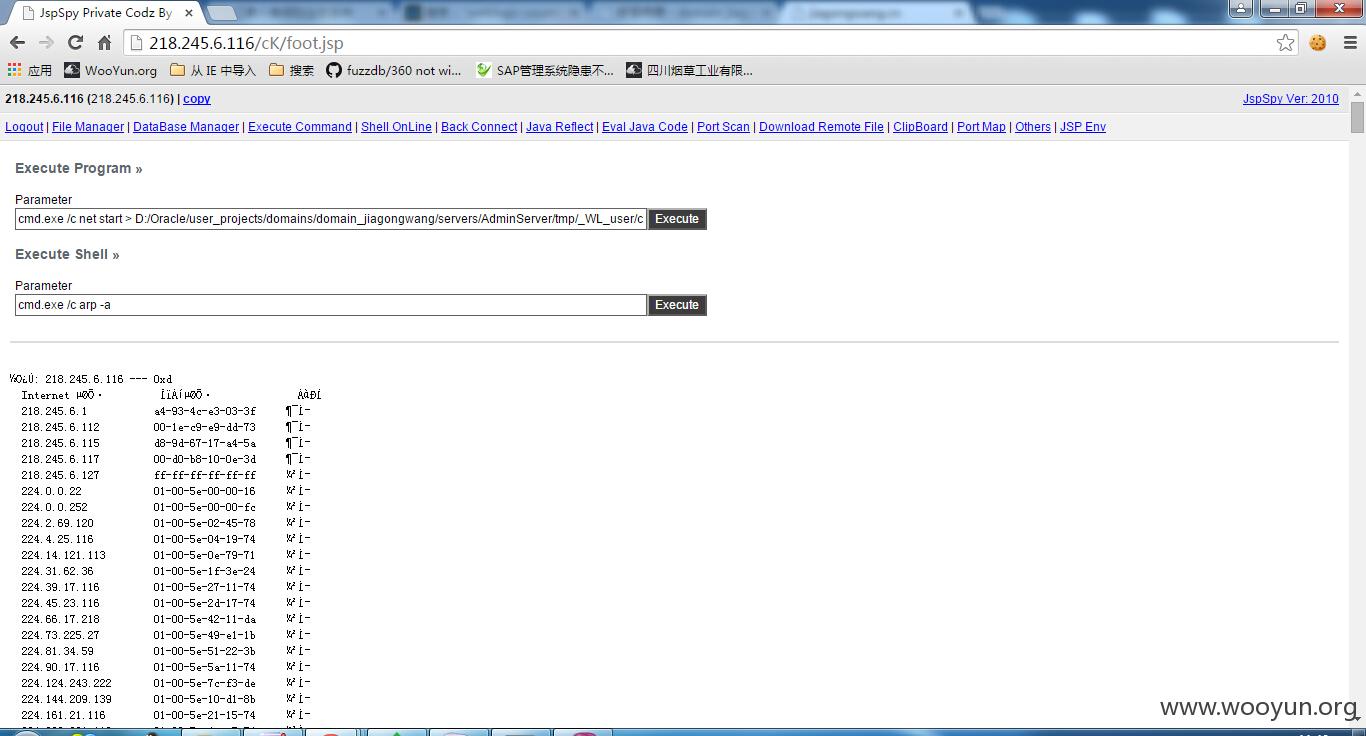 JspSpy Private Codz By
218.245.6.116/cK/foot.jsp
应用 WooYun.org 从 IE 中导入 搜索 fuzzdb/360 not wi... SAP管理系统隐患不... 四川烟草工业有限...
218.245.6.116 (218.245.6.116) | copy JspSpy Ver: 2010
Logout | File Manager | DataBase Manager | Execute Command | Shell OnLine | Back Connect | Java Reflect | Eval Java Code | Port Scan | Download Remote File | ClipBoard | Port Map | Others | JSP Env
Execute Program »
Parameter
cmd.exe /c net start > D:/Oracle/user_projects/domains/domain_jiagongwang/servers/AdminServer/tmp/_WL_user/c Execute
Execute Shell »
Parameter
cmd.exe /c arp -a Execute
½Ó¿Ú: 218.245.6.116 --- 0xd
Internet µØÖ· ÎïÀíµØÖ· ÀàÐÍ
218.245.6.1 a4-93-4c-e3-03-3f ¶¯Ì¬
218.245.6.112 00-1e-c9-e9-dd-73 ¶¯Ì¬
218.245.6.115 d8-9d-67-17-a4-5a ¶¯Ì¬
218.245.6.117 00-d0-b8-10-0e-3d ¶¯Ì¬
218.245.6.127 ff-ff-ff-ff-ff-ff ¾²Ì¬
224.0.0.22 01-00-5e-00-00-16 ¾²Ì¬
224.0.0.252 01-00-5e-00-00-fc ¾²Ì¬
224.2.69.120 01-00-5e-02-45-78 ¾²Ì¬
224.4.25.116 01-00-5e-04-19-74 ¾²Ì¬
224.14.121.113 01-00-5e-0e-79-71 ¾²Ì¬
224.31.62.36 01-00-5e-1f-3e-24 ¾²Ì¬
224.39.17.116 01-00-5e-27-11-74 ¾²Ì¬
224.45.23.116 01-00-5e-2d-17-74 ¾²Ì¬
224.66.17.218 01-00-5e-42-11-da ¾²Ì¬
224.73.225.27 01-00-5e-49-e1-1b ¾²Ì¬
224.81.34.59 01-00-5e-51-22-3b ¾²Ì¬
224.90.17.116 01-00-5e-5a-11-74 ¾²Ì¬
224.124.243.222 01-00-5e-7c-f3-de ¾²Ì¬
224.144.209.139 01-00-5e-10-d1-8b ¾²Ì¬
224.161.21.116 01-00-5e-21-15-74 ¾²Ì¬
www.wooyun.org